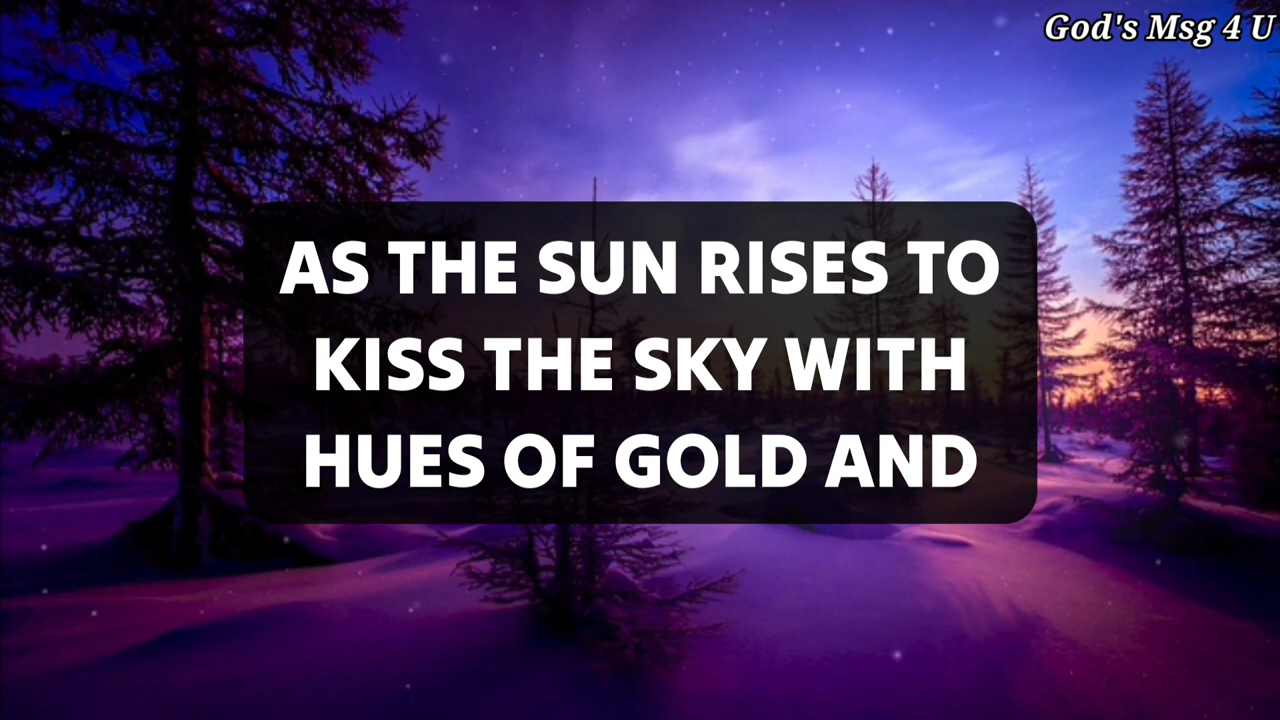 God's Msg 4 U
AS THE SUN RISES TO
KISS THE SKY WITH
HUES OF GOLD AND